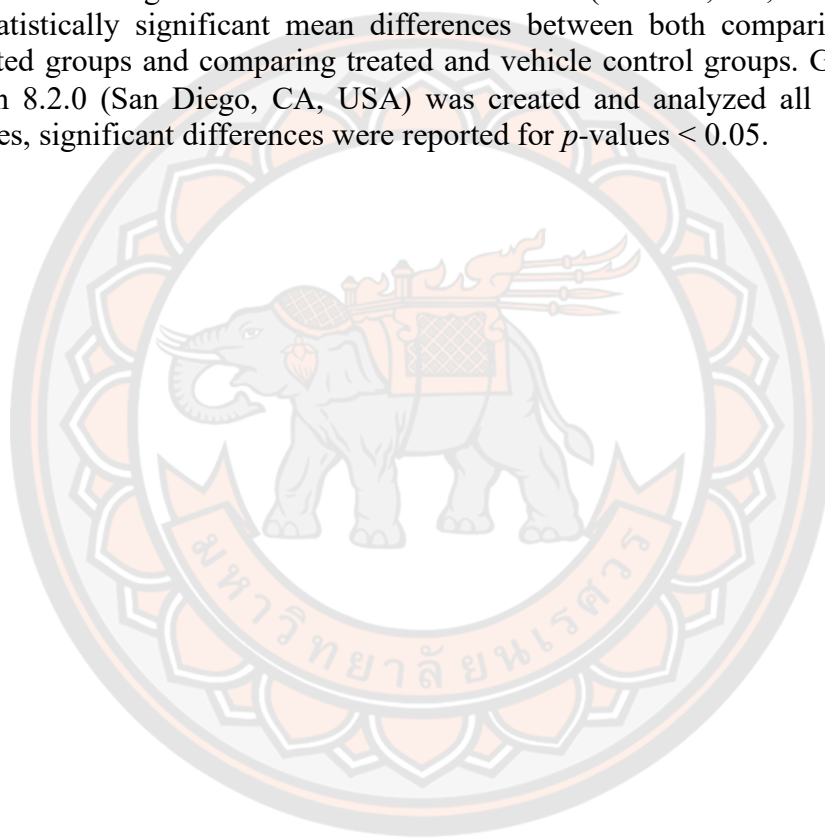 atistically significant mean differences between both compari
ted groups and comparing treated and vehicle control groups. G
n 8.2.0 (San Diego, CA, USA) was created and analyzed all
es, significant differences were reported for p-values < 0.05.
มหาวิทยาลัยนเรศวร